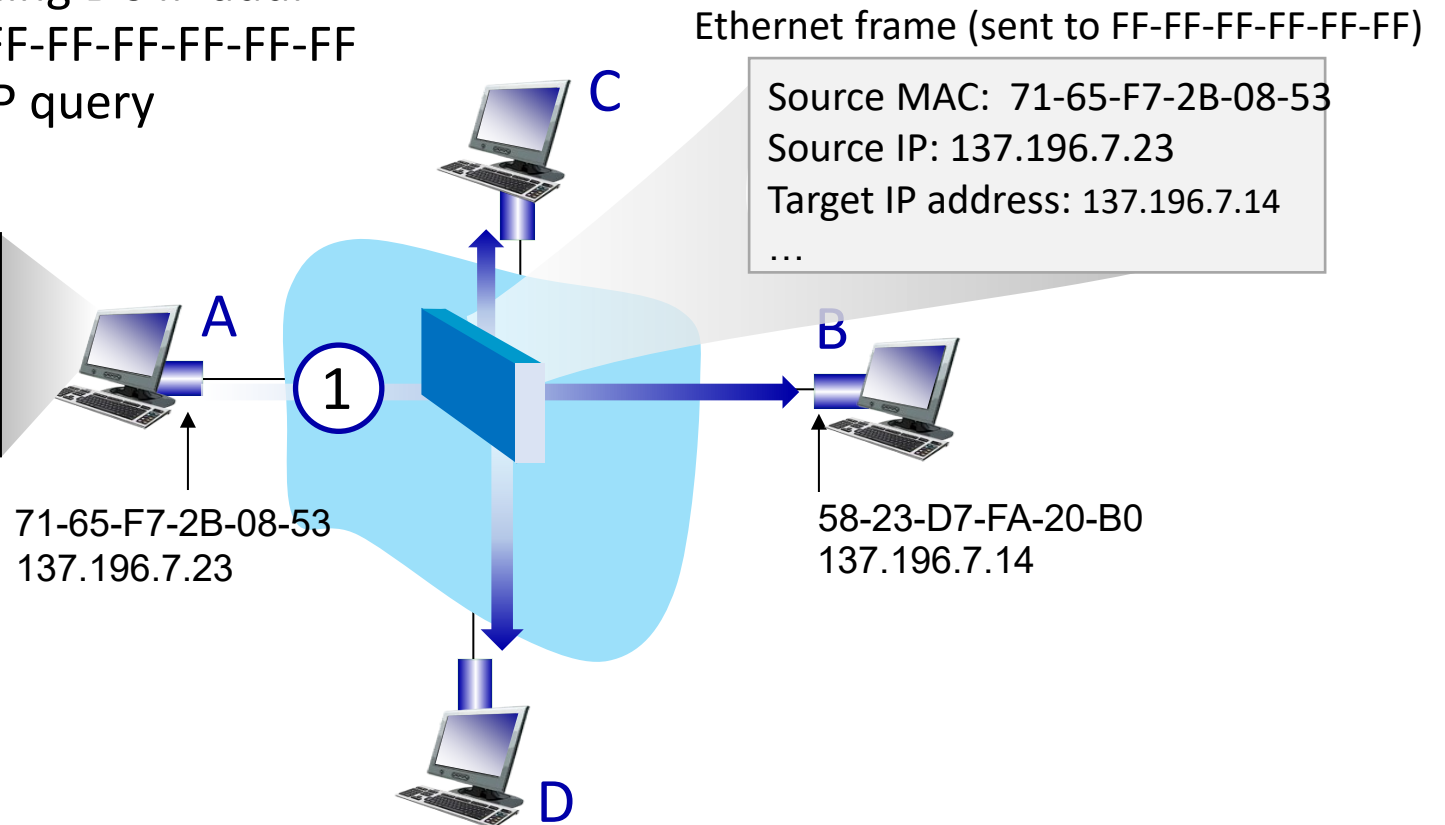 FF-FF-FF-FF-FF-FF
query
Ethernet frame (sent to FF-FF-FF-FF-FF-FF)
Source MAC: 71-65-F7-2B-08-53
Source IP: 137.196.7.23
Target IP address: 137.196.7.14
…
C
A
B
1
71-65-F7-2B-08-53
137.196.7.23
58-23-D7-FA-20-B0
137.196.7.14
D